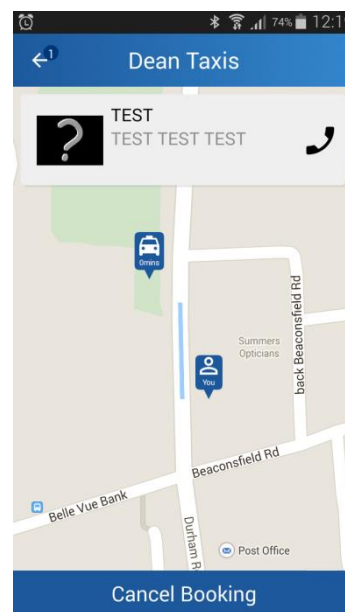 74% 12:1
1
Dean Taxis
TEST
TEST TEST TEST
0mins
back Beaconsfield Rd
Summers
Opticians
You
Beaconsfield Rd
Belle Vue Bank
Durham R
Post Office
Cancel Booking